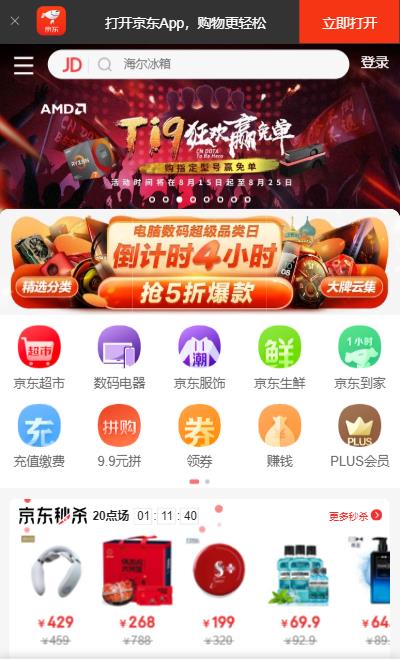 京东
打开京东App，购物更轻松
立即打开
JD
海尔冰箱
登录
AMD
Ti9狂欢赢免单
CN DOTA
To Be Hero
购指定型号赢免单
活动时间将在8月15日起至8月25日
电脑数码超级品类日
倒计时4小时
精选分类
抢5折爆款
大牌云集
超市
潮
鲜
1小时
京东超市
数码电器
京东服饰
京东生鲜
京东到家
充
拼购
券
PLUS
充值缴费
9.9元拼
领券
赚钱
PLUS会员
京东秒杀
20点场
01:11:40
更多秒杀
S+
¥429
¥268
¥199
¥69.9
¥64
¥459
¥788
¥320
¥92.9
¥89.